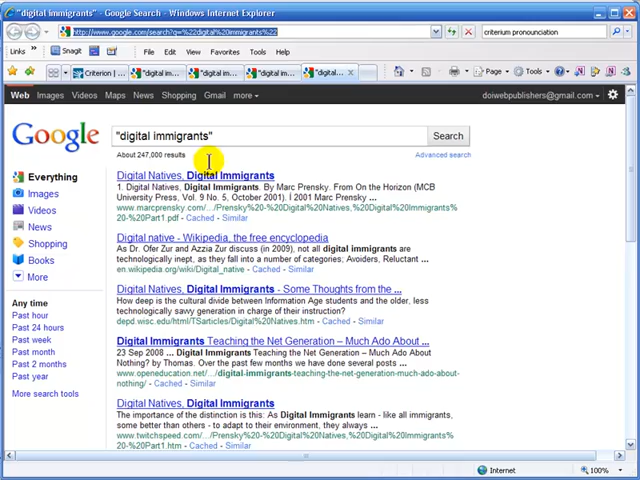 "digital immigrants" - Google Search - Windows Internet Explorer
http://www.google.com/search?q=%22digital%20immigrants%22
criterium pronounciation
Links » Snagit File Edit View Favorites Tools Help
Criterion | ... "digital im... "digital im... "digital im... "digital... Page Tools
Web Images Videos Maps News Shopping Gmail more doiwebpublishers@gmail.com
Google "digital immigrants" Search
About 247,000 results Advanced search
Everything
Images
Videos
News
Shopping
Books
More
Any time
Past hour
Past 24 hours
Past week
Past month
Past 2 months
Past year
More search tools
Digital Natives, Digital Immigrants
1. Digital Natives, Digital Immigrants. By Marc Prensky. From On the Horizon (MCB
University Press, Vol. 9 No. 5, October 2001). İ 2001 Marc Prensky ...
www.marcprensky.com/.../Prensky%20-%20Digital%20Natives,%20Digital%20Immigrants%
20-%20Part1.pdf - Cached - Similar
Digital native - Wikipedia, the free encyclopedia
As Dr. Ofer Zur and Azzia Zur discuss (in 2009), not all digital immigrants are
technologically inept, as they fall into a number of categories; Avoiders, Reluctant ...
en.wikipedia.org/wiki/Digital_native - Cached - Similar
Digital Natives, Digital Immigrants - Some Thoughts from the ...
How deep is the cultural divide between Information Age students and the older, less
technologically savvy generation in charge of their instruction?
depd.wisc.edu/html/TSarticles/Digital%20Natives.htm - Cached - Similar
Digital Immigrants Teaching the Net Generation – Much Ado About ...
23 Sep 2008 ... Digital Immigrants Teaching the Net Generation – Much Ado About
Nothing? by Thomas. Over the past few months we have done several posts ...
www.openeducation.net/.../digital-immigrants-teaching-the-net-generation-much-ado-about-
nothing/ - Cached - Similar
Digital Natives, Digital Immigrants
The importance of the distinction is this: As Digital Immigrants learn - like all immigrants,
some better than others - to adapt to their environment, they always ...
www.twitchspeed.com/.../Prensky%20-%20Digital%20Natives,%20Digital%20Immigrants%
20-%20Part1.htm - Cached - Similar
Internet 100%